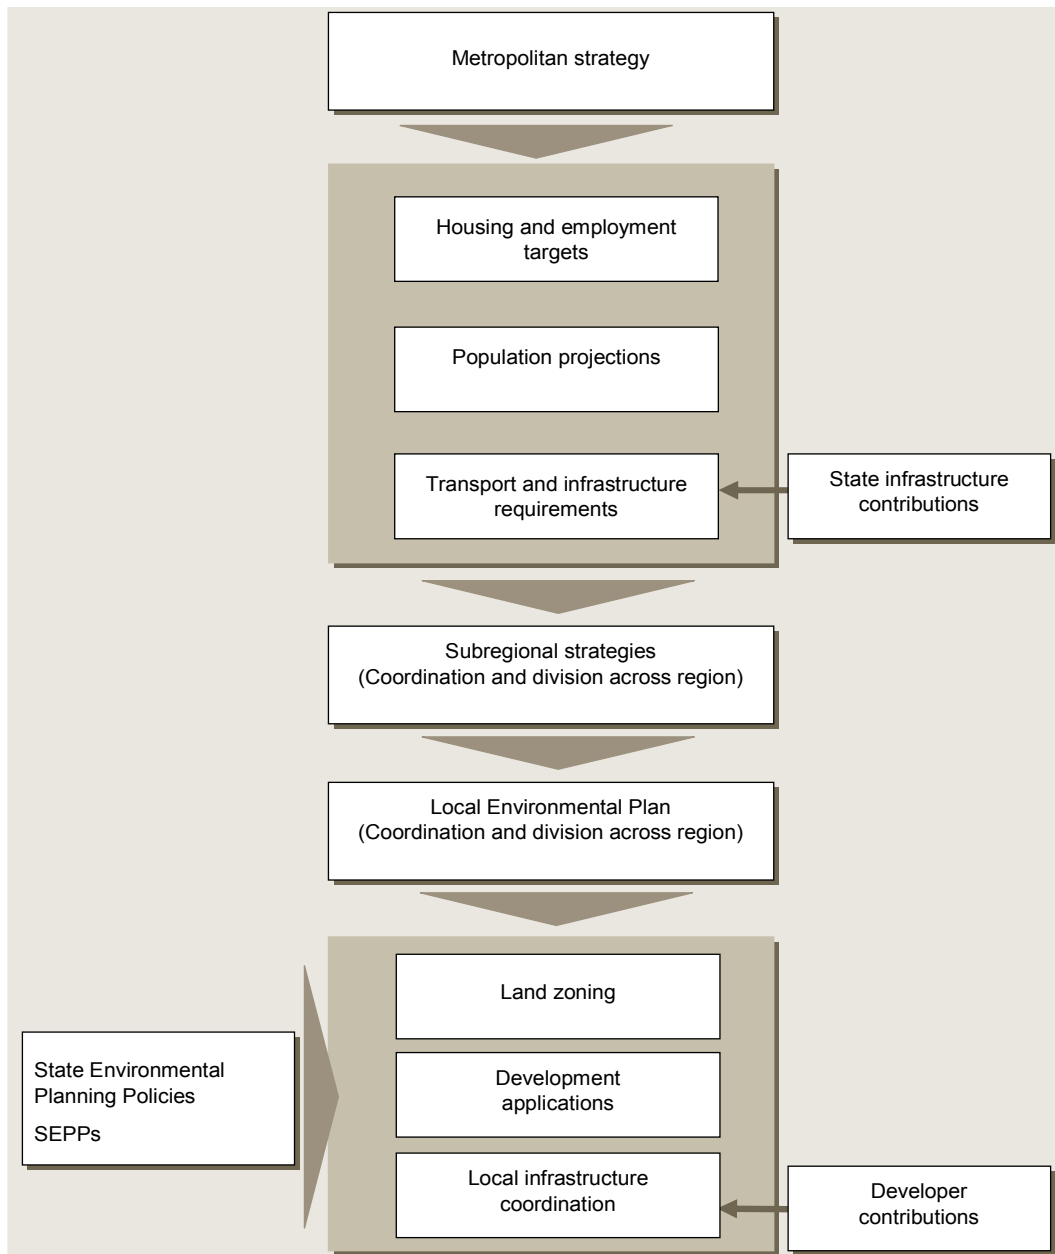 Metropolitan strategy
Housing and employment
targets
Population projections
Transport and infrastructure
requirements
State infrastructure
contributions
Subregional strategies
(Coordination and division across region)
Local Environmental Plan
(Coordination and division across region)
Land zoning
State Environmental
Planning Policies
SEPPs
Development
applications
Local infrastructure
coordination
Developer
contributions